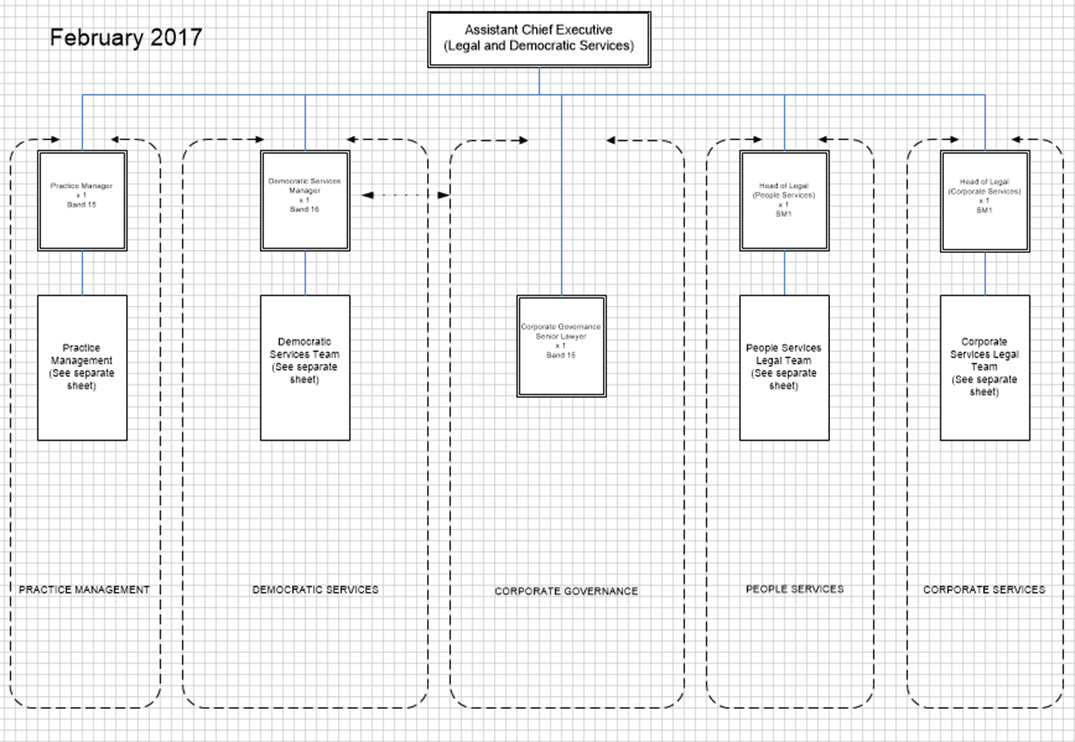 February 2017
Assistant Chief Executive
(Legal and Democratic Services)
Practice Manager
x 1
Band 15
Democratic Services
Manager
x 1
Band 16
Head of Legal
(People Services)
x 1
SM1
Head of Legal
(Corporate Services)
x 1
SM1
Practice
Management
(See separate
sheet)
Democratic
Services Team
(See separate
sheet)
Corporate Governance
Senior Lawyer
x 1
Band 15
People Services
Legal Team
(See separate
sheet)
Corporate
Services Legal
Team
(See separate
sheet)
PRACTICE MANAGEMENT
DEMOCRATIC SERVICES
CORPORATE GOVERNANCE
PEOPLE SERVICES
CORPORATE SERVICES